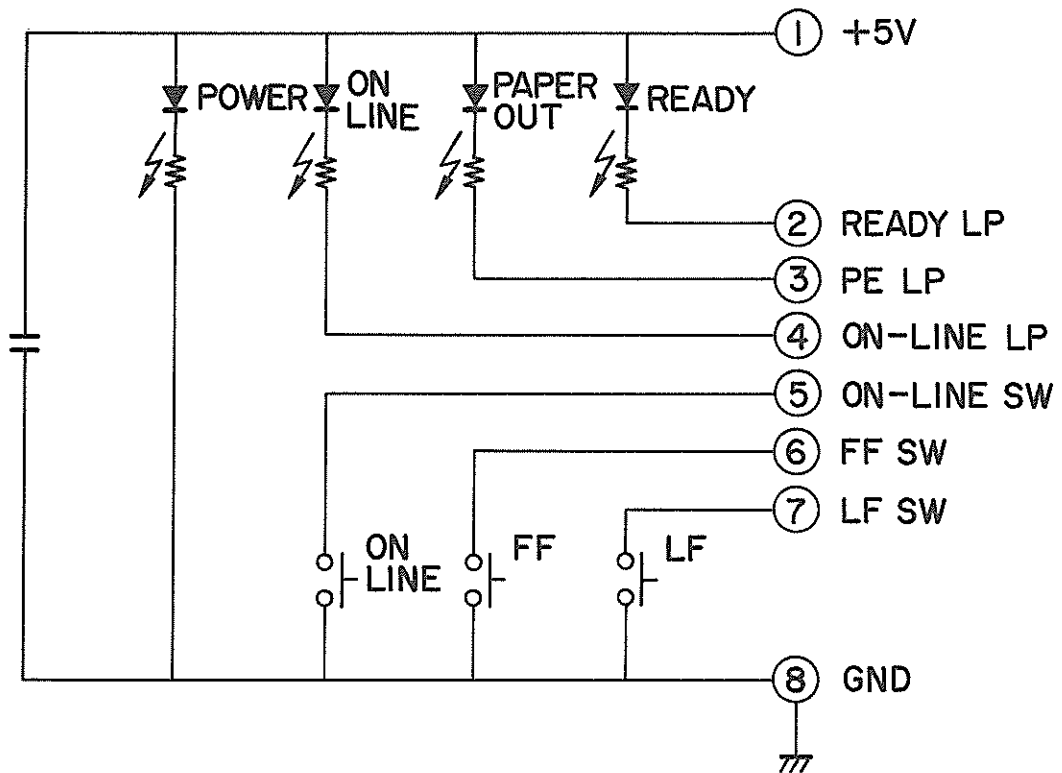 1 +5V
POWER
ON
LINE
PAPER
OUT
READY
2 READY LP
3 PE LP
4 ON-LINE LP
5 ON-LINE SW
6 FF SW
7 LF SW
ON
LINE
FF
LF
8 GND